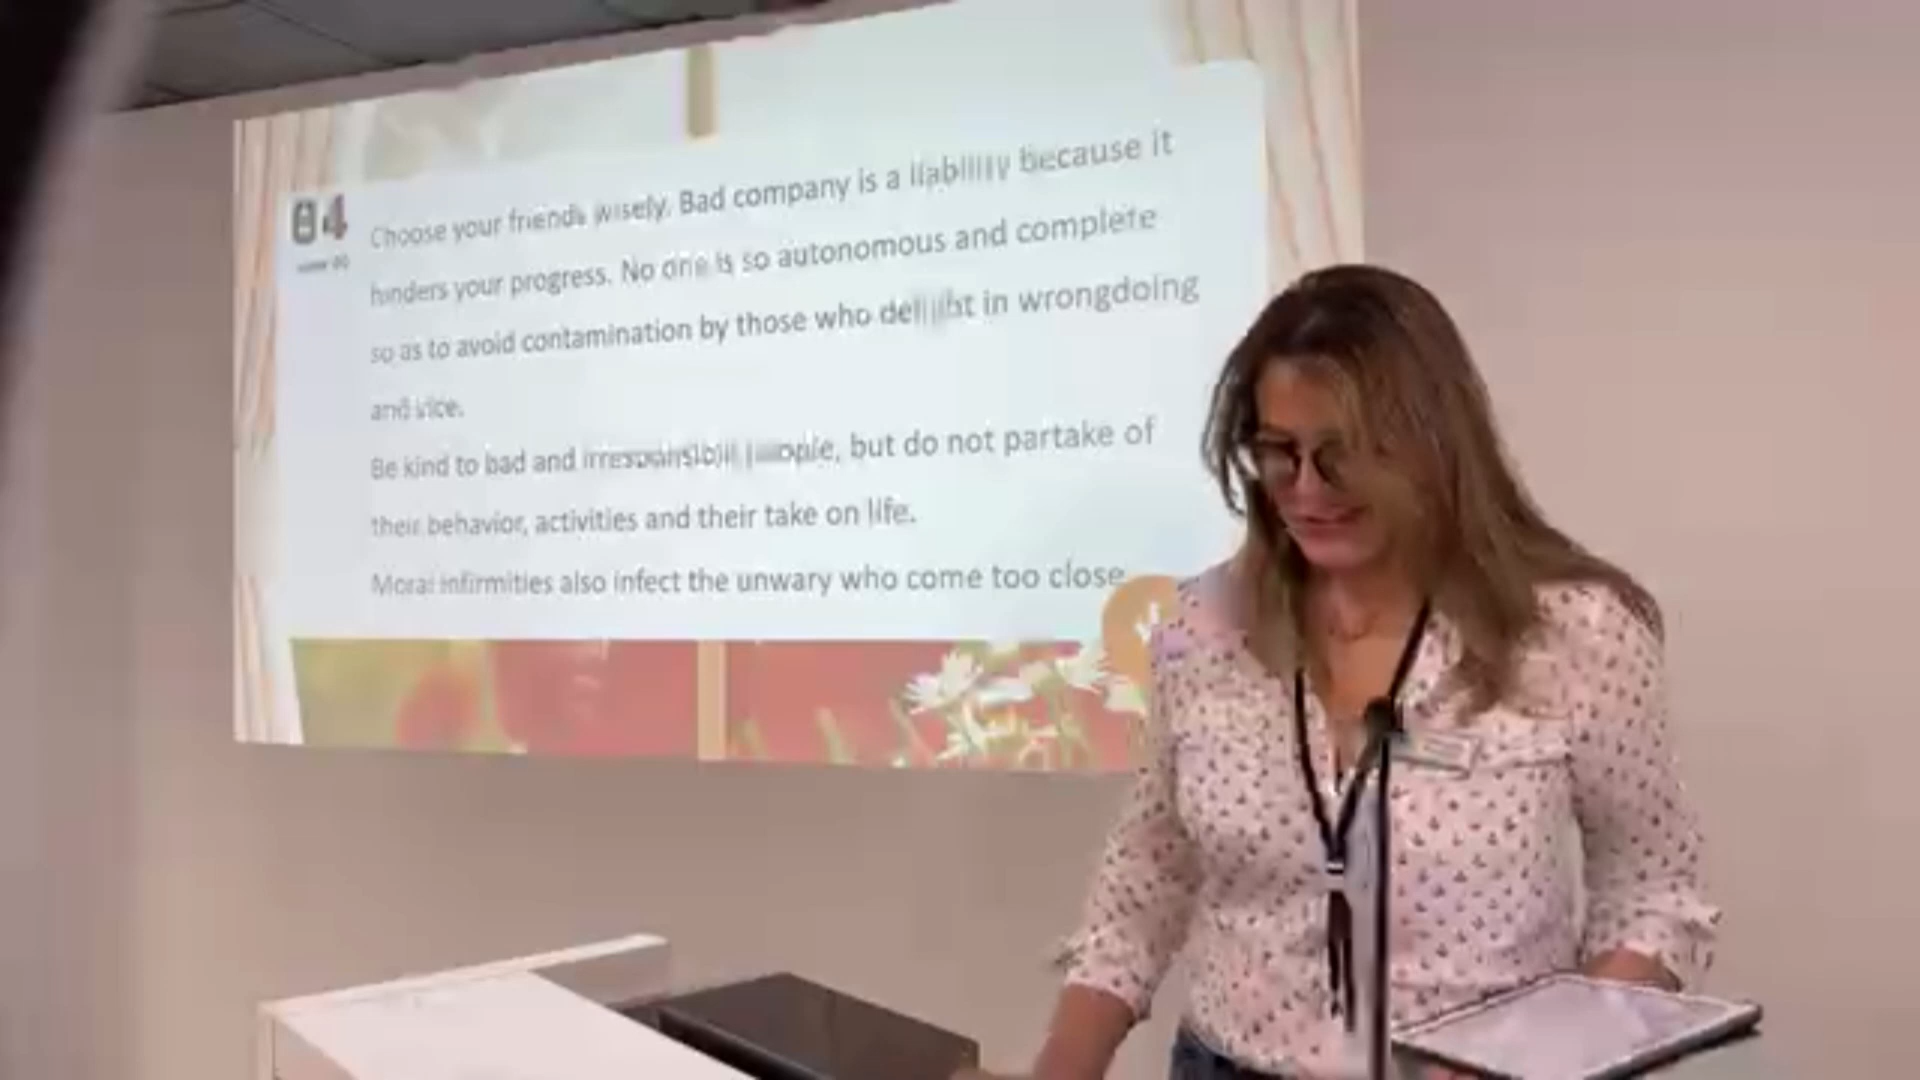 04
Choose your friends wisely. Bad company is a liability because it
hinders your progress. No one is so autonomous and complete
so as to avoid contamination by those who delight in wrongdoing
and vice.
Be kind to bad and people, but do not partake of
their behavior, activities and their take on life.
Moral infirmities also infect the unwary who come too close